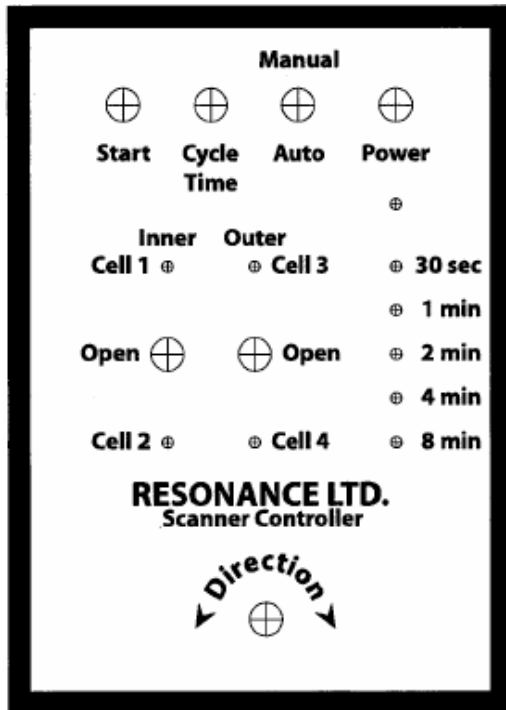 Manual
Start Cycle Time Auto Power
Inner Outer
Cell 1 Cell 3 30 sec
1 min
Open Open 2 min
4 min
Cell 2 Cell 4 8 min
RESONANCE LTD.
Scanner Controller
Direction